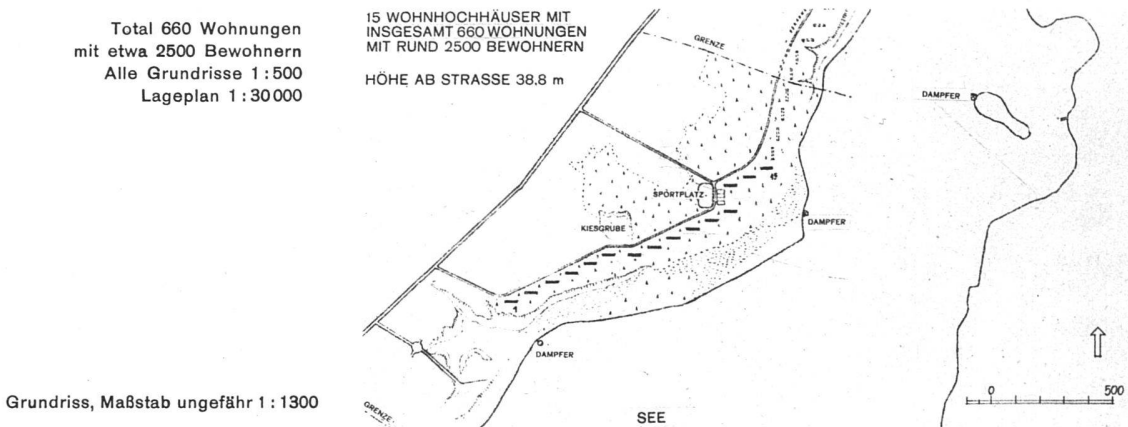 Total 660 Wohnungen
mit etwa 2500 Bewohnern
Alle Grundrisse 1:500
Lageplan 1:30000
15 WOHNHOCHHÄUSER MIT
INSGESAMT 660 WOHNUNGEN
MIT RUND 2500 BEWOHNERN
HÖHE AB STRASSE 38.8 m
GRENZE
DAMPFER
SPORTPLATZ
15
KIESGRUBE
DAMPFER
1
DAMPFER
0 500
Grundriss, Maßstab ungefähr 1:1300
GRENZE
SEE